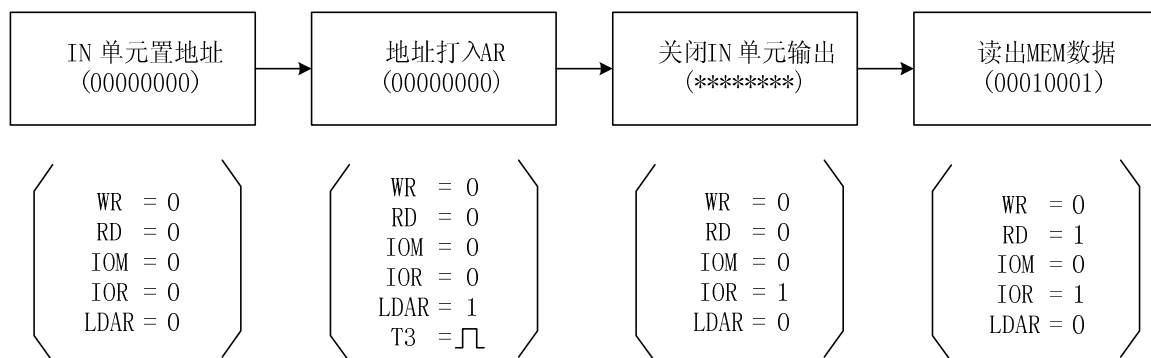 IN 单元置地址
(00000000)
地址打入AR
(00000000)
关闭IN 单元输出
(********)
读出MEM数据
(00010001)
WR = 0
RD = 0
IOM = 0
IOR = 0
LDAR = 0
WR = 0
RD = 0
IOM = 0
IOR = 0
LDAR = 1
T3 =
WR = 0
RD = 0
IOM = 0
IOR = 1
LDAR = 0
WR = 0
RD = 1
IOM = 0
IOR = 1
LDAR = 0